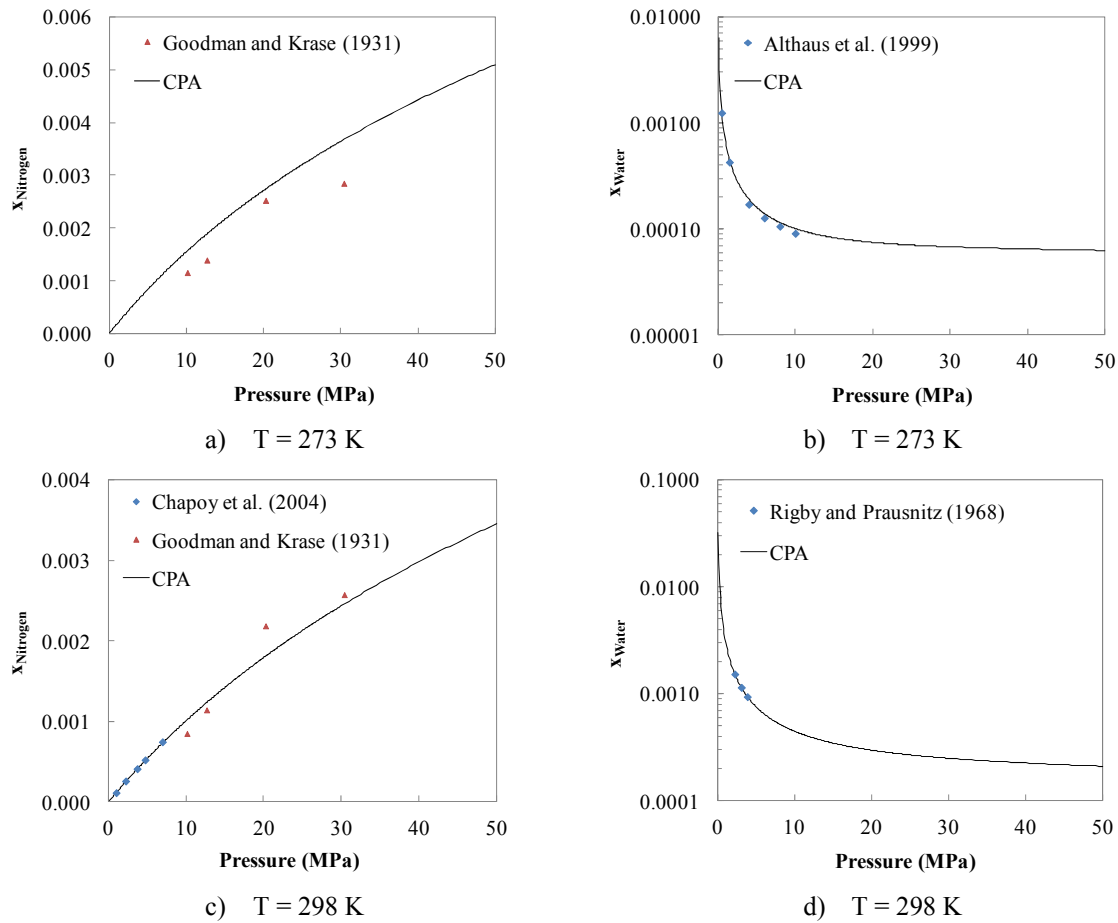 0.006
0.005
0.004
0.003
0.002
0.001
0.000
x_Nitrogen
Goodman and Krase (1931)
CPA
0 10 20 30 40 50
Pressure (MPa)
a) T = 273 K
0.01000
0.00100
0.00010
0.00001
x_Water
Althaus et al. (1999)
CPA
0 10 20 30 40 50
Pressure (MPa)
b) T = 273 K
0.004
0.003
0.002
0.001
0.000
x_Nitrogen
Chapoy et al. (2004)
Goodman and Krase (1931)
CPA
0 10 20 30 40 50
Pressure (MPa)
c) T = 298 K
0.1000
0.0100
0.0010
0.0001
x_Water
Rigby and Prausnitz (1968)
CPA
0 10 20 30 40 50
Pressure (MPa)
d) T = 298 K